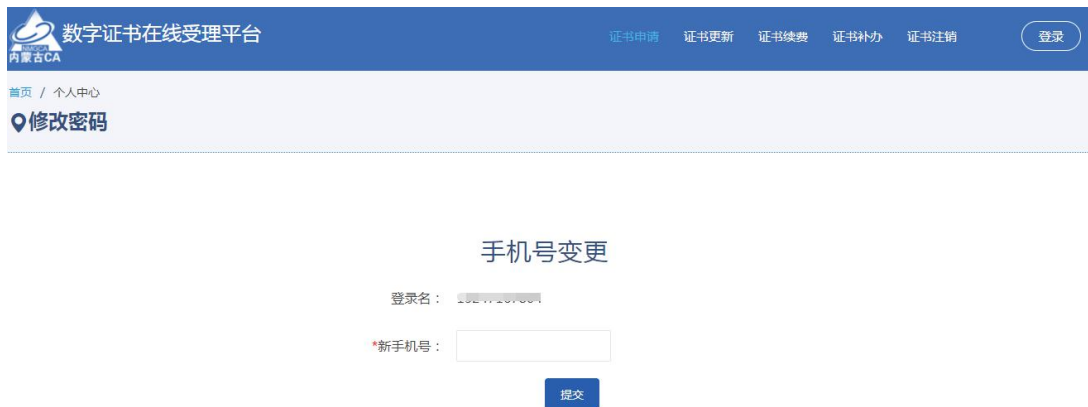 数字证书在线受理平台
NMGCA
内蒙古CA
证书申请 证书更新 证书续费 证书补办 证书注销 登录
首页 / 个人中心
修改密码
手机号变更
登录名：
*新手机号：
提交